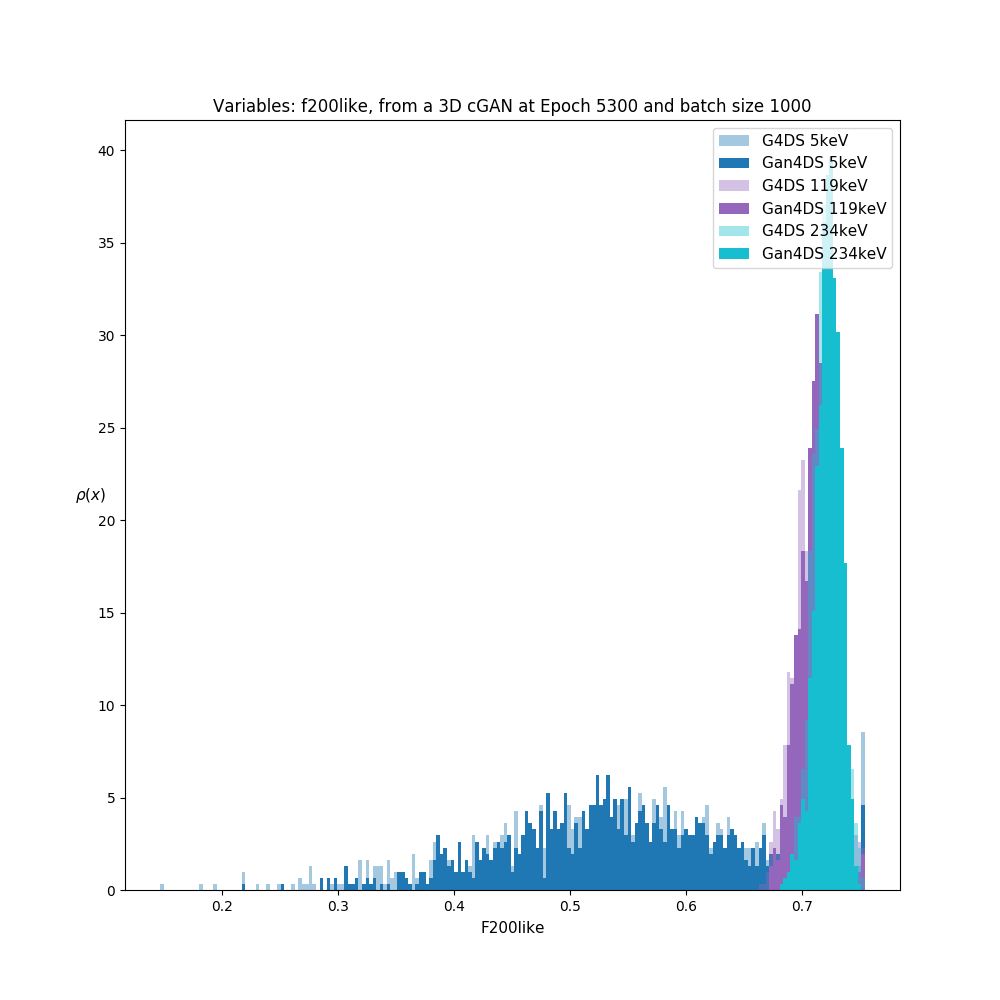 Variables: f200like, from a 3D cGAN at Epoch 5300 and batch size 1000
G4DS 5keV
Gan4DS 5keV
G4DS 119keV
Gan4DS 119keV
G4DS 234keV
Gan4DS 234keV
40
35
30
25
20
15
10
5
0
ρ(x)
0.2 0.3 0.4 0.5 0.6 0.7
F200like